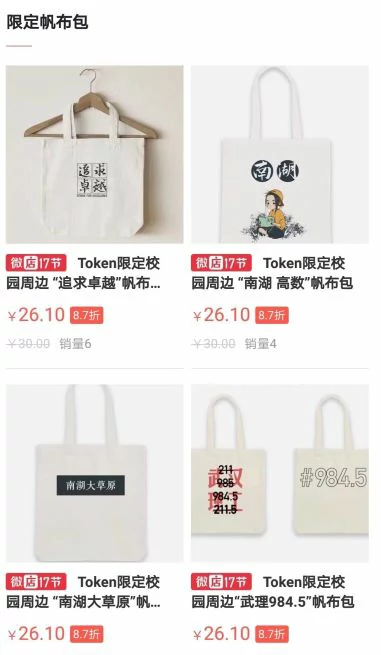 限定帆布包
追求
卓越
南湖
微店17节 Token限定校
园周边 “追求卓越”帆布...
¥26.10 8.7折
¥30.00 销量6
微店17节 Token限定校
园周边 “南湖 高数”帆布包
¥26.10 8.7折
¥30.00 销量4
南湖大草原
武汉
理工
211
985
984.5
211.5
#984.5
微店17节 Token限定校
园周边 “南湖大草原”帆...
¥26.10 8.7折
微店17节 Token限定校
园周边“武理984.5”帆布包
¥26.10 8.7折